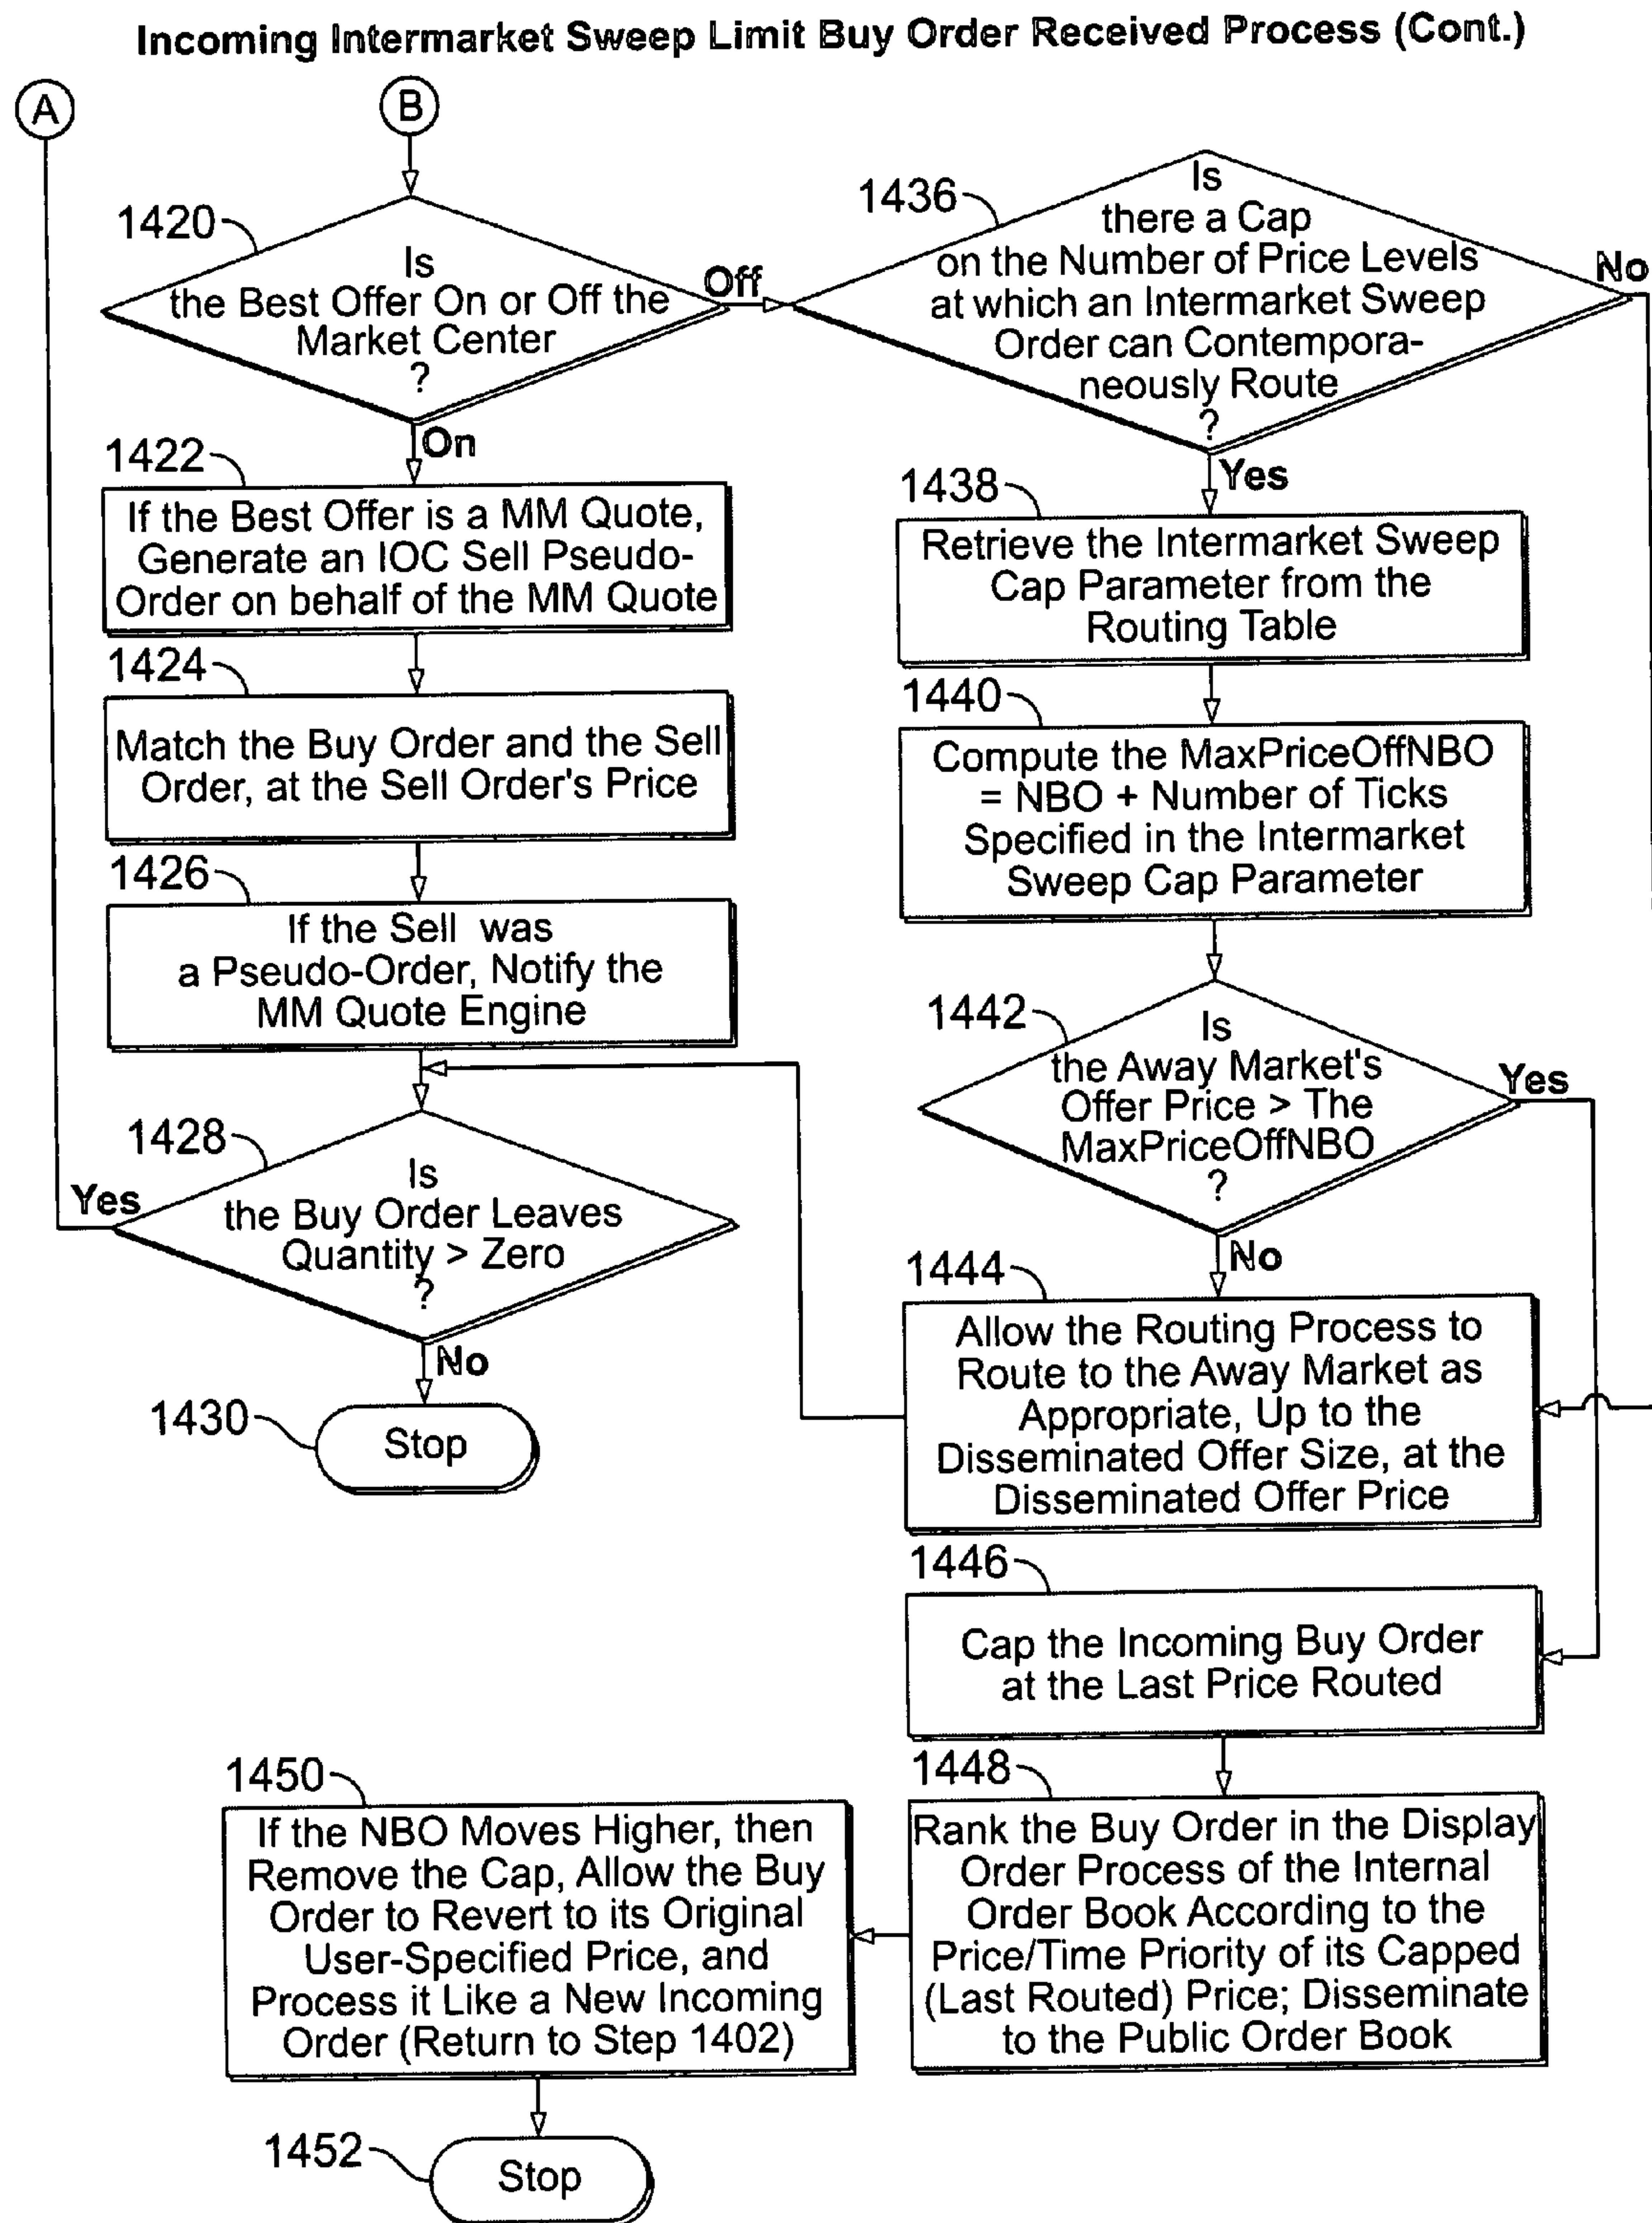 Incoming Intermarket Sweep Limit Buy Order Received Process (Cont.)
A
B
1420
Is
the Best Offer On or Off the
Market Center
?
Off
On
1422
If the Best Offer is a MM Quote,
Generate an IOC Sell Pseudo-
Order on behalf of the MM Quote
1424
Match the Buy Order and the Sell
Order, at the Sell Order's Price
1426
If the Sell was
a Pseudo-Order, Notify the
MM Quote Engine
1428
Is
the Buy Order Leaves
Quantity > Zero
?
Yes
No
1430
Stop
1436
Is
there a Cap
on the Number of Price Levels
at which an Intermarket Sweep
Order can Contempora-
neously Route
?
No
Yes
1438
Retrieve the Intermarket Sweep
Cap Parameter from the
Routing Table
1440
Compute the MaxPriceOffNBO
= NBO + Number of Ticks
Specified in the Intermarket
Sweep Cap Parameter
1442
Is
the Away Market's
Offer Price > The
MaxPriceOffNBO
?
Yes
No
1444
Allow the Routing Process to
Route to the Away Market as
Appropriate, Up to the
Disseminated Offer Size, at the
Disseminated Offer Price
1446
Cap the Incoming Buy Order
at the Last Price Routed
1448
Rank the Buy Order in the Display
Order Process of the Internal
Order Book According to the
Price/Time Priority of its Capped
(Last Routed) Price; Disseminate
to the Public Order Book
1450
If the NBO Moves Higher, then
Remove the Cap, Allow the Buy
Order to Revert to its Original
User-Specified Price, and
Process it Like a New Incoming
Order (Return to Step 1402)
1452
Stop